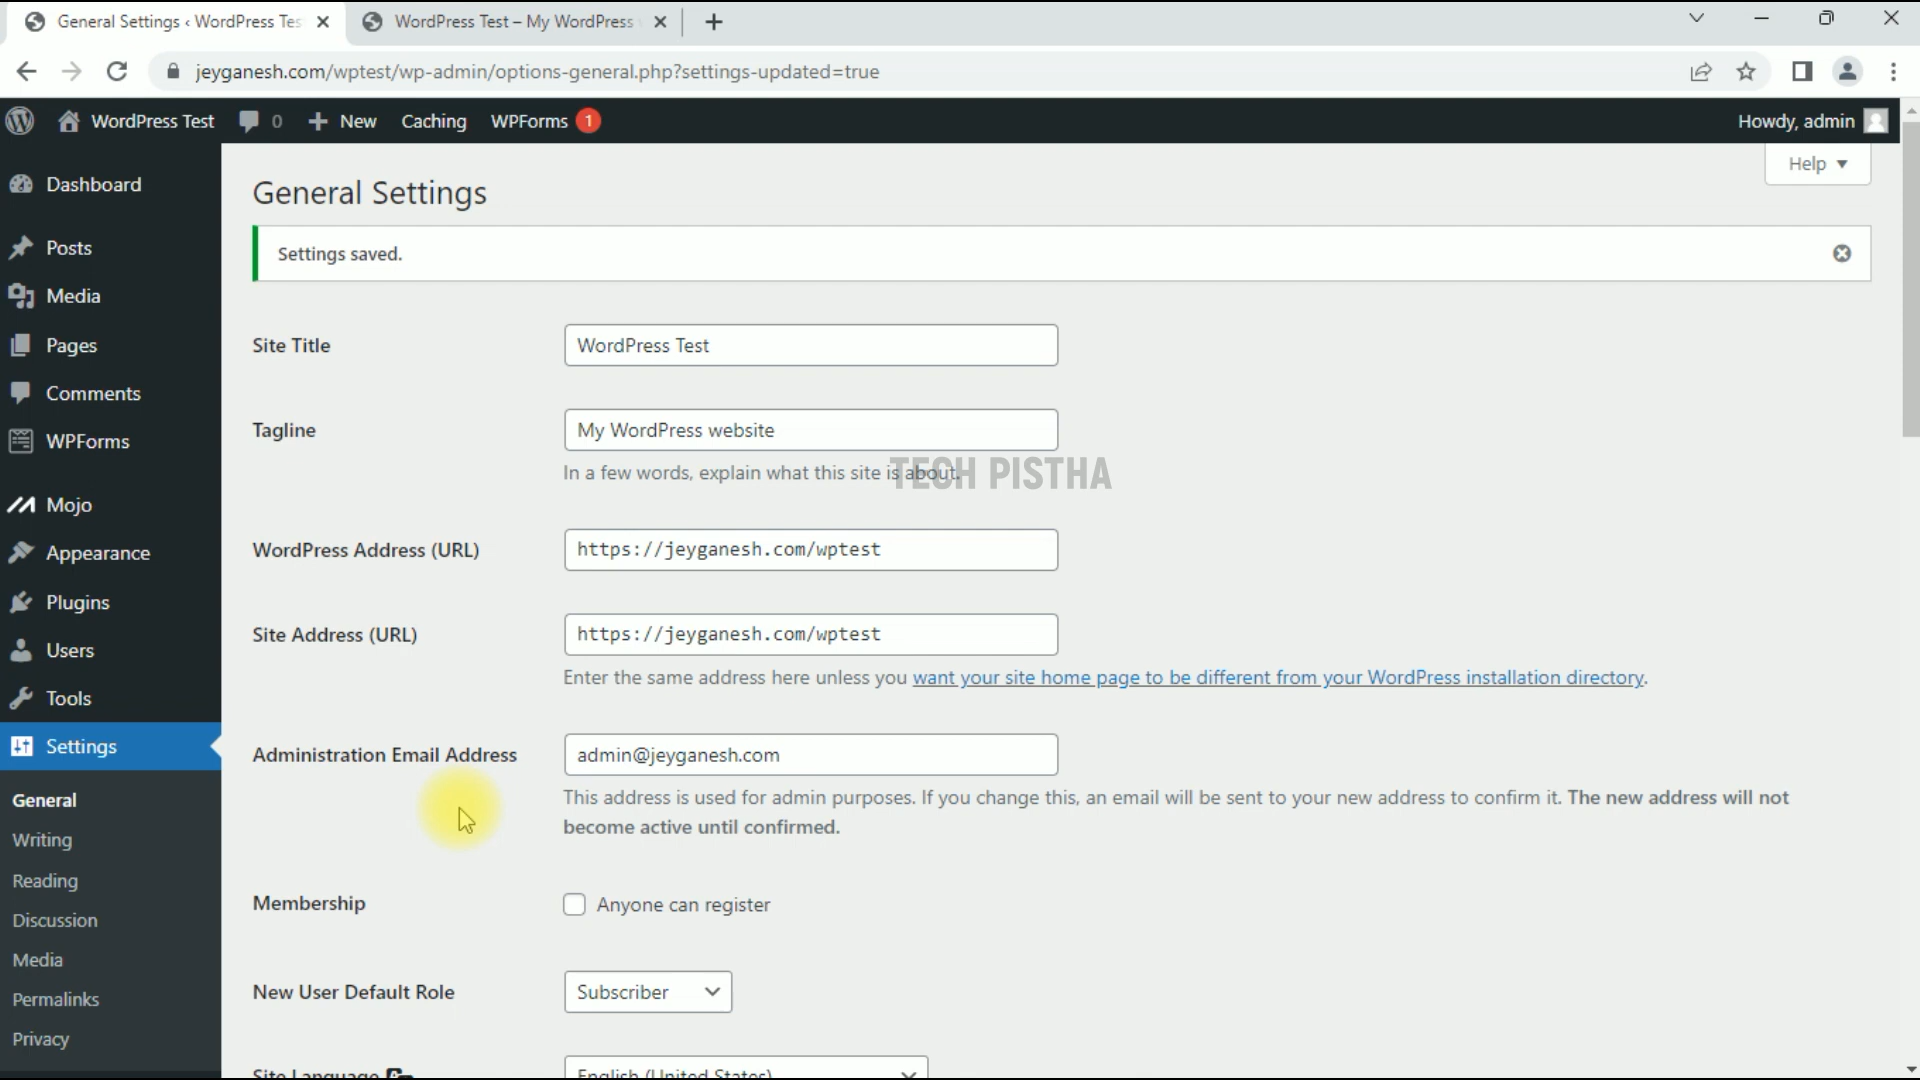 General Settings ‹ WordPress Tes
WordPress Test – My WordPress
jeyganesh.com/wptest/wp-admin/options-general.php?settings-updated=true
WordPress Test 0 New Caching WPForms 1 Howdy, admin
Help
Dashboard
Posts
Media
Pages
Comments
WPForms
Mojo
Appearance
Plugins
Users
Tools
Settings
General
Writing
Reading
Discussion
Media
Permalinks
Privacy
General Settings
Settings saved.
Site Title WordPress Test
Tagline My WordPress website
In a few words, explain what this site is about.
TECH PISTHA
WordPress Address (URL) https://jeyganesh.com/wptest
Site Address (URL) https://jeyganesh.com/wptest
Enter the same address here unless you want your site home page to be different from your WordPress installation directory.
Administration Email Address admin@jeyganesh.com
This address is used for admin purposes. If you change this, an email will be sent to your new address to confirm it. The new address will not
become active until confirmed.
Membership Anyone can register
New User Default Role Subscriber
Site Language English (United States)